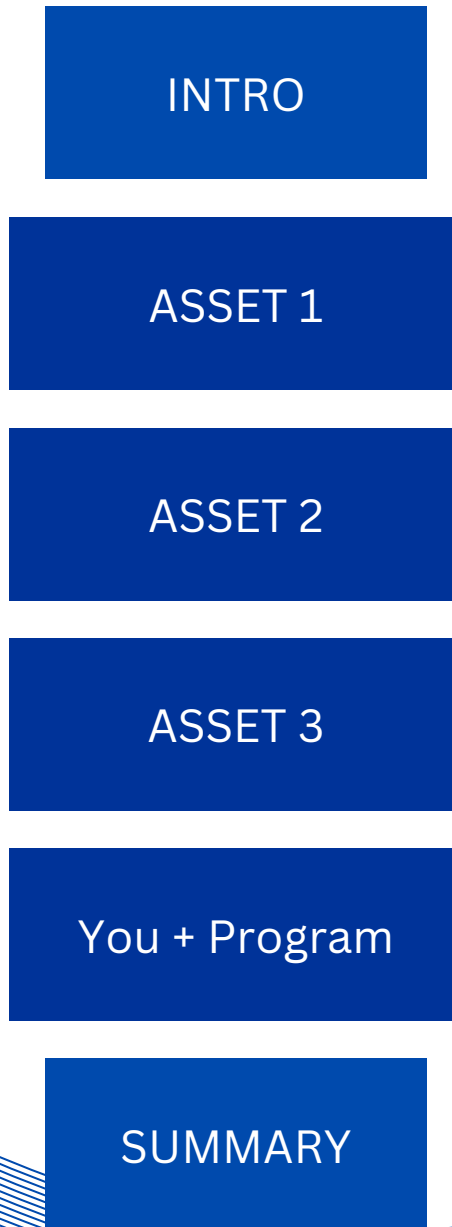 INTRO
ASSET 1
ASSET 2
ASSET 3
You + Program
SUMMARY